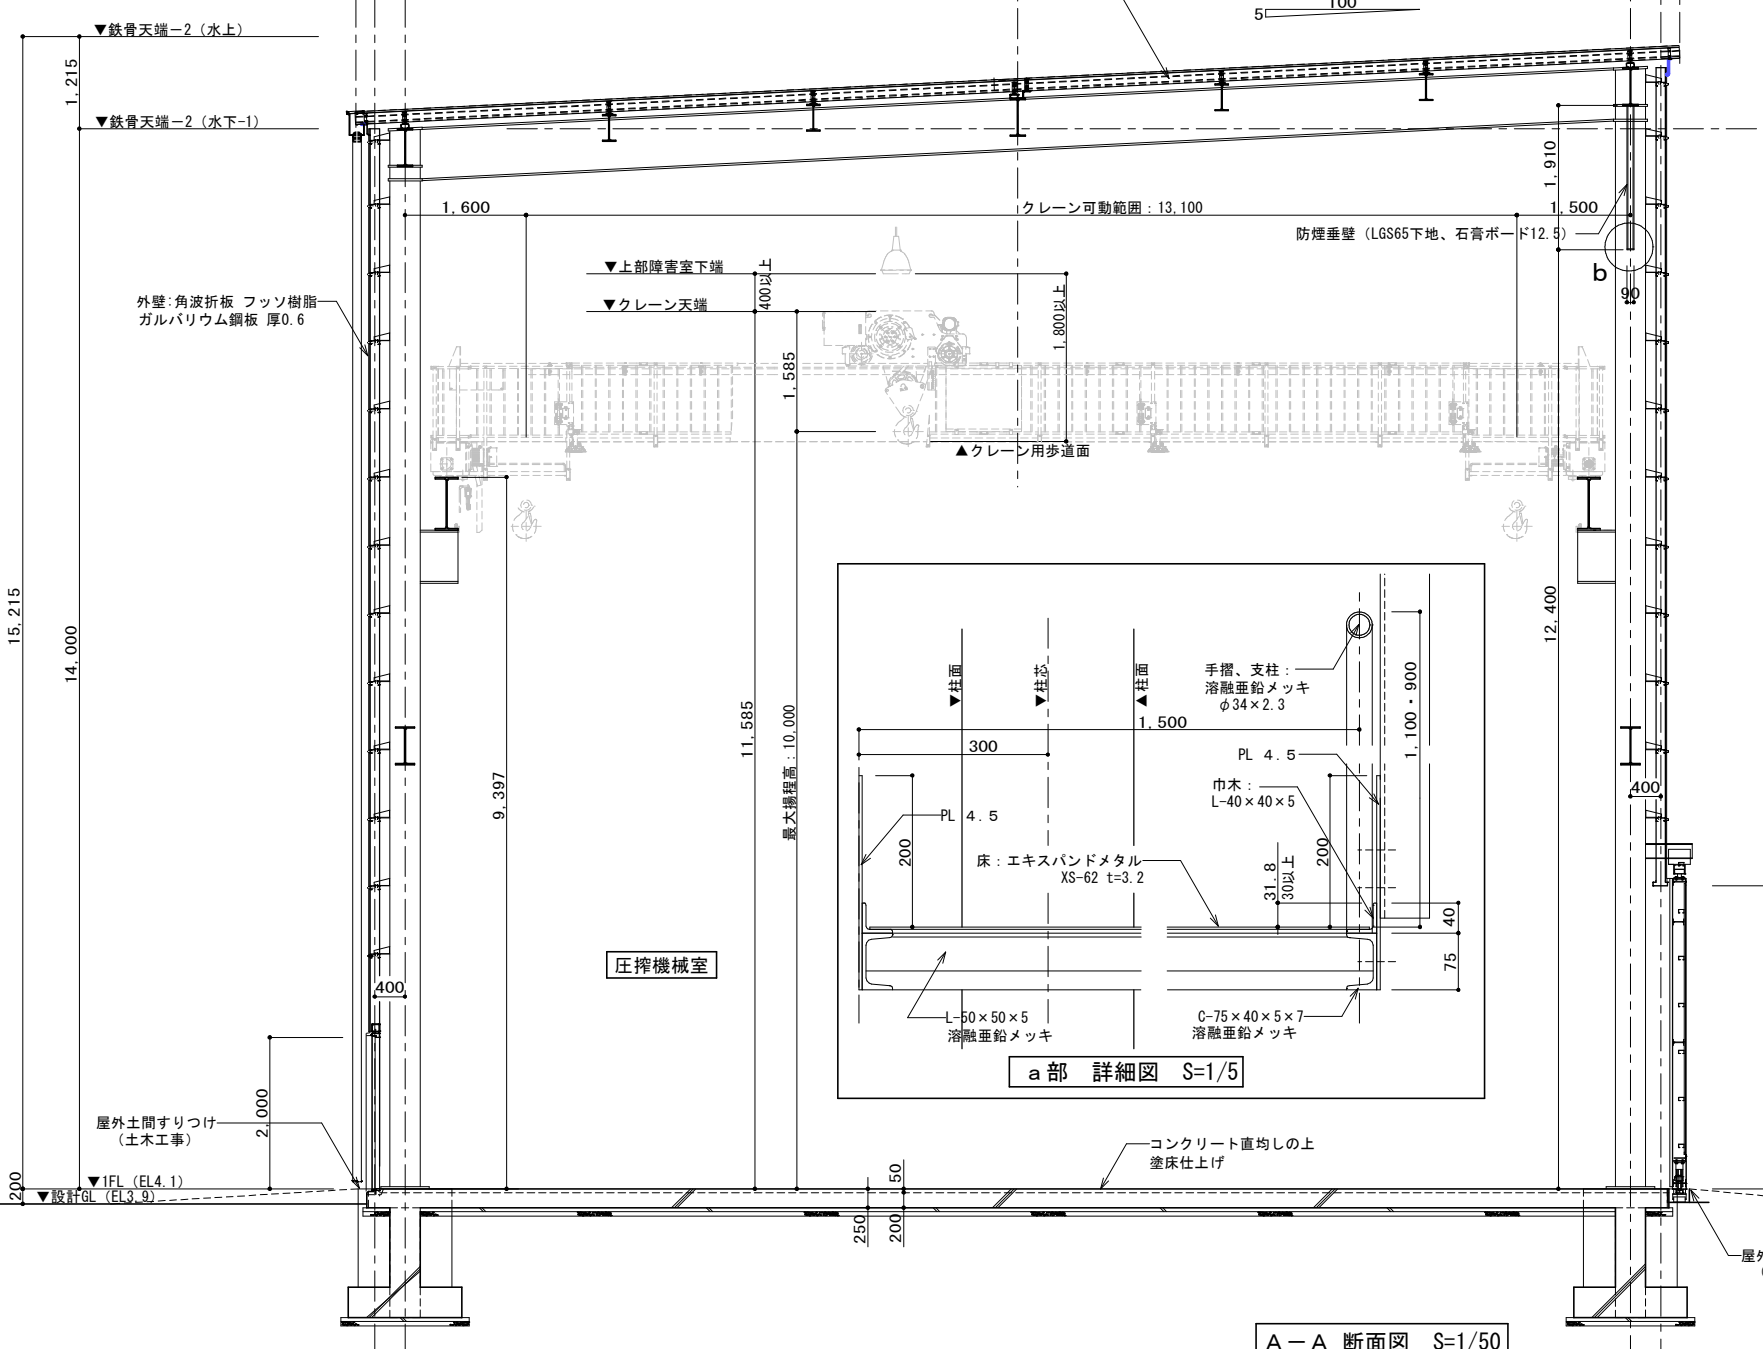 100
5
▼鉄骨天端－2（水上）
1,215
▼鉄骨天端－2（水下-1）
1,910
1,600
クレーン可動範囲：13,100
1,500
防煙垂壁（LGS65下地、石膏ボード12.5）
b
90
▼上部障害室下端
400以上
▼クレーン天端
1,800以上
外壁:角波折板 フッソ樹脂
ガルバリウム鋼板 厚0.6
1,585
▲クレーン用歩道面
15,215
14,000
9,397
11,585
最大揚程高：10,000
12,400
▼柱面
▼柱芯
▲柱面
手摺、支柱：
溶融亜鉛メッキ
φ34×2.3
1,100・900
1,500
300
PL 4.5
巾木：
L-40×40×5
PL 4.5
200
200
床：エキスパンドメタル
XS-62 t=3.2
31.8
30以上
40
75
L-50×50×5
溶融亜鉛メッキ
C-75×40×5×7
溶融亜鉛メッキ
a部　詳細図　S=1/5
400
圧搾機械室
400
2,000
屋外土間すりつけ
（土木工事）
コンクリート直均しの上
塗床仕上げ
▼1FL（EL4.1）
▼設計GL（EL3.9）
200
50
250
200
A－A 断面図　S=1/50